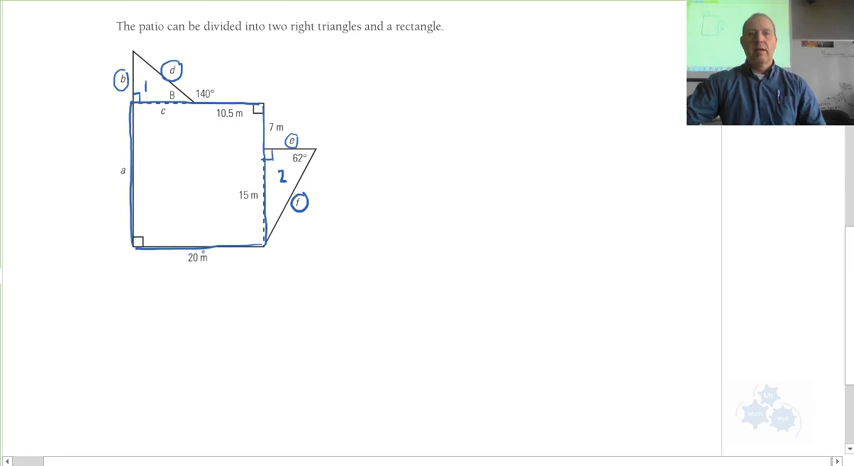 The patio can be divided into two right triangles and a rectangle.
b
1
d
B
140°
c
10.5 m
7 m
e
62°
a
2
15 m
f
20 m